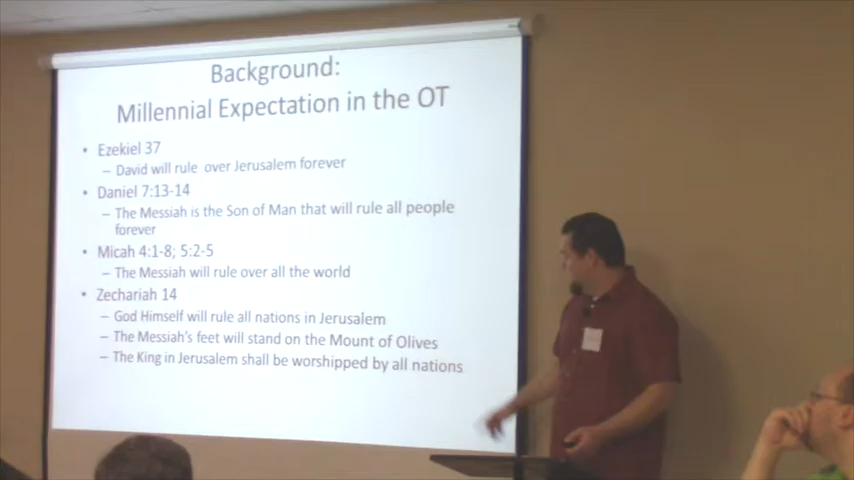 Background:
Millennial Expectation in the OT
• Ezekiel 37
– David will rule over Jerusalem forever
• Daniel 7:13-14
– The Messiah is the Son of Man that will rule all people
forever
• Micah 4:1-8; 5:2-5
– The Messiah will rule over all the world
• Zechariah 14
– God Himself will rule all nations in Jerusalem
– The Messiah's feet will stand on the Mount of Olives
– The King in Jerusalem shall be worshipped by all nations